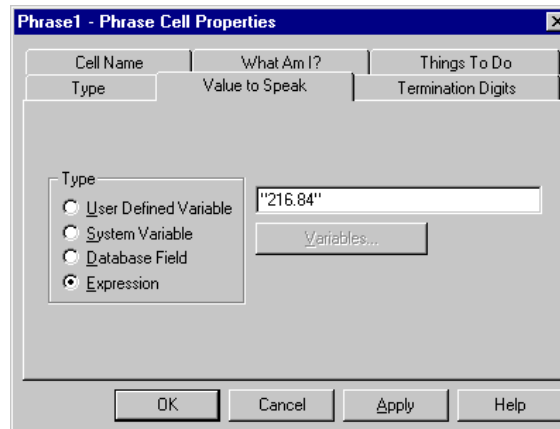 Phrase1 - Phrase Cell Properties
Cell Name What Am I? Things To Do
Type Value to Speak Termination Digits
Type
User Defined Variable
System Variable
Database Field
Expression
"216.84"
Variables...
OK Cancel Apply Help